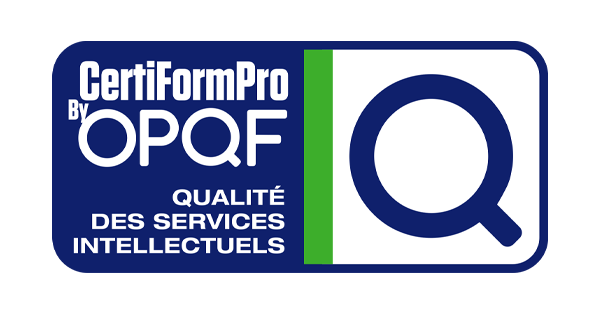 CertiFormPro
By
OPQF
QUALITÉ
DES SERVICES
INTELLECTUELS
Q